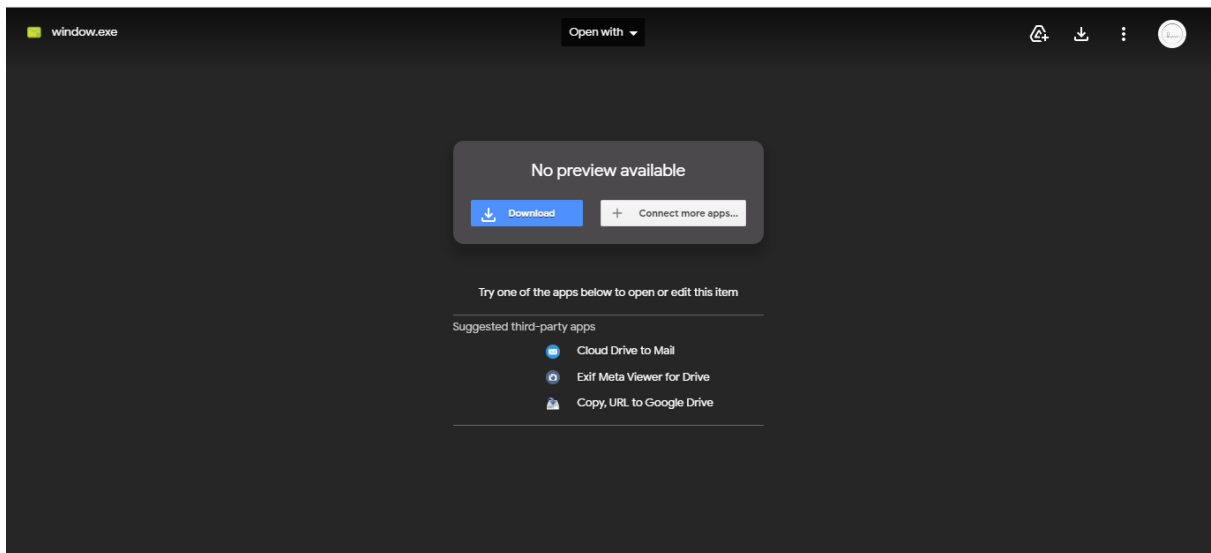 window.exe
Open with
No preview available
Download
+ Connect more apps...
Try one of the apps below to open or edit this item
Suggested third-party apps
Cloud Drive to Mail
Exif Meta Viewer for Drive
Copy, URL to Google Drive